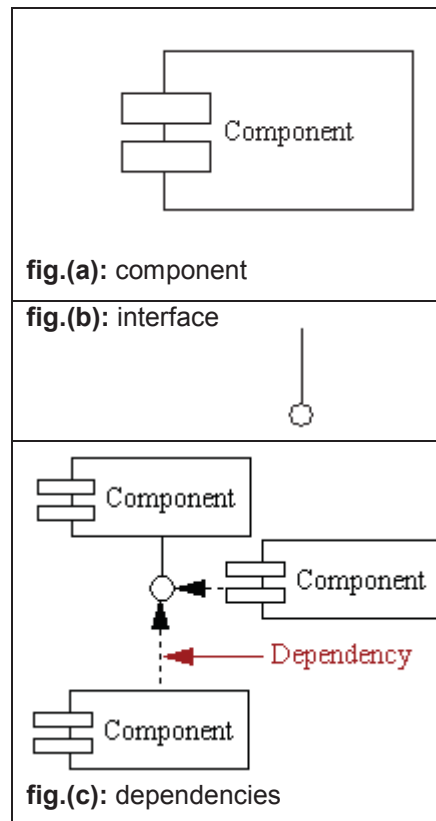 Component
fig.(a): component
fig.(b): interface
Component
Component
Dependency
Component
fig.(c): dependencies